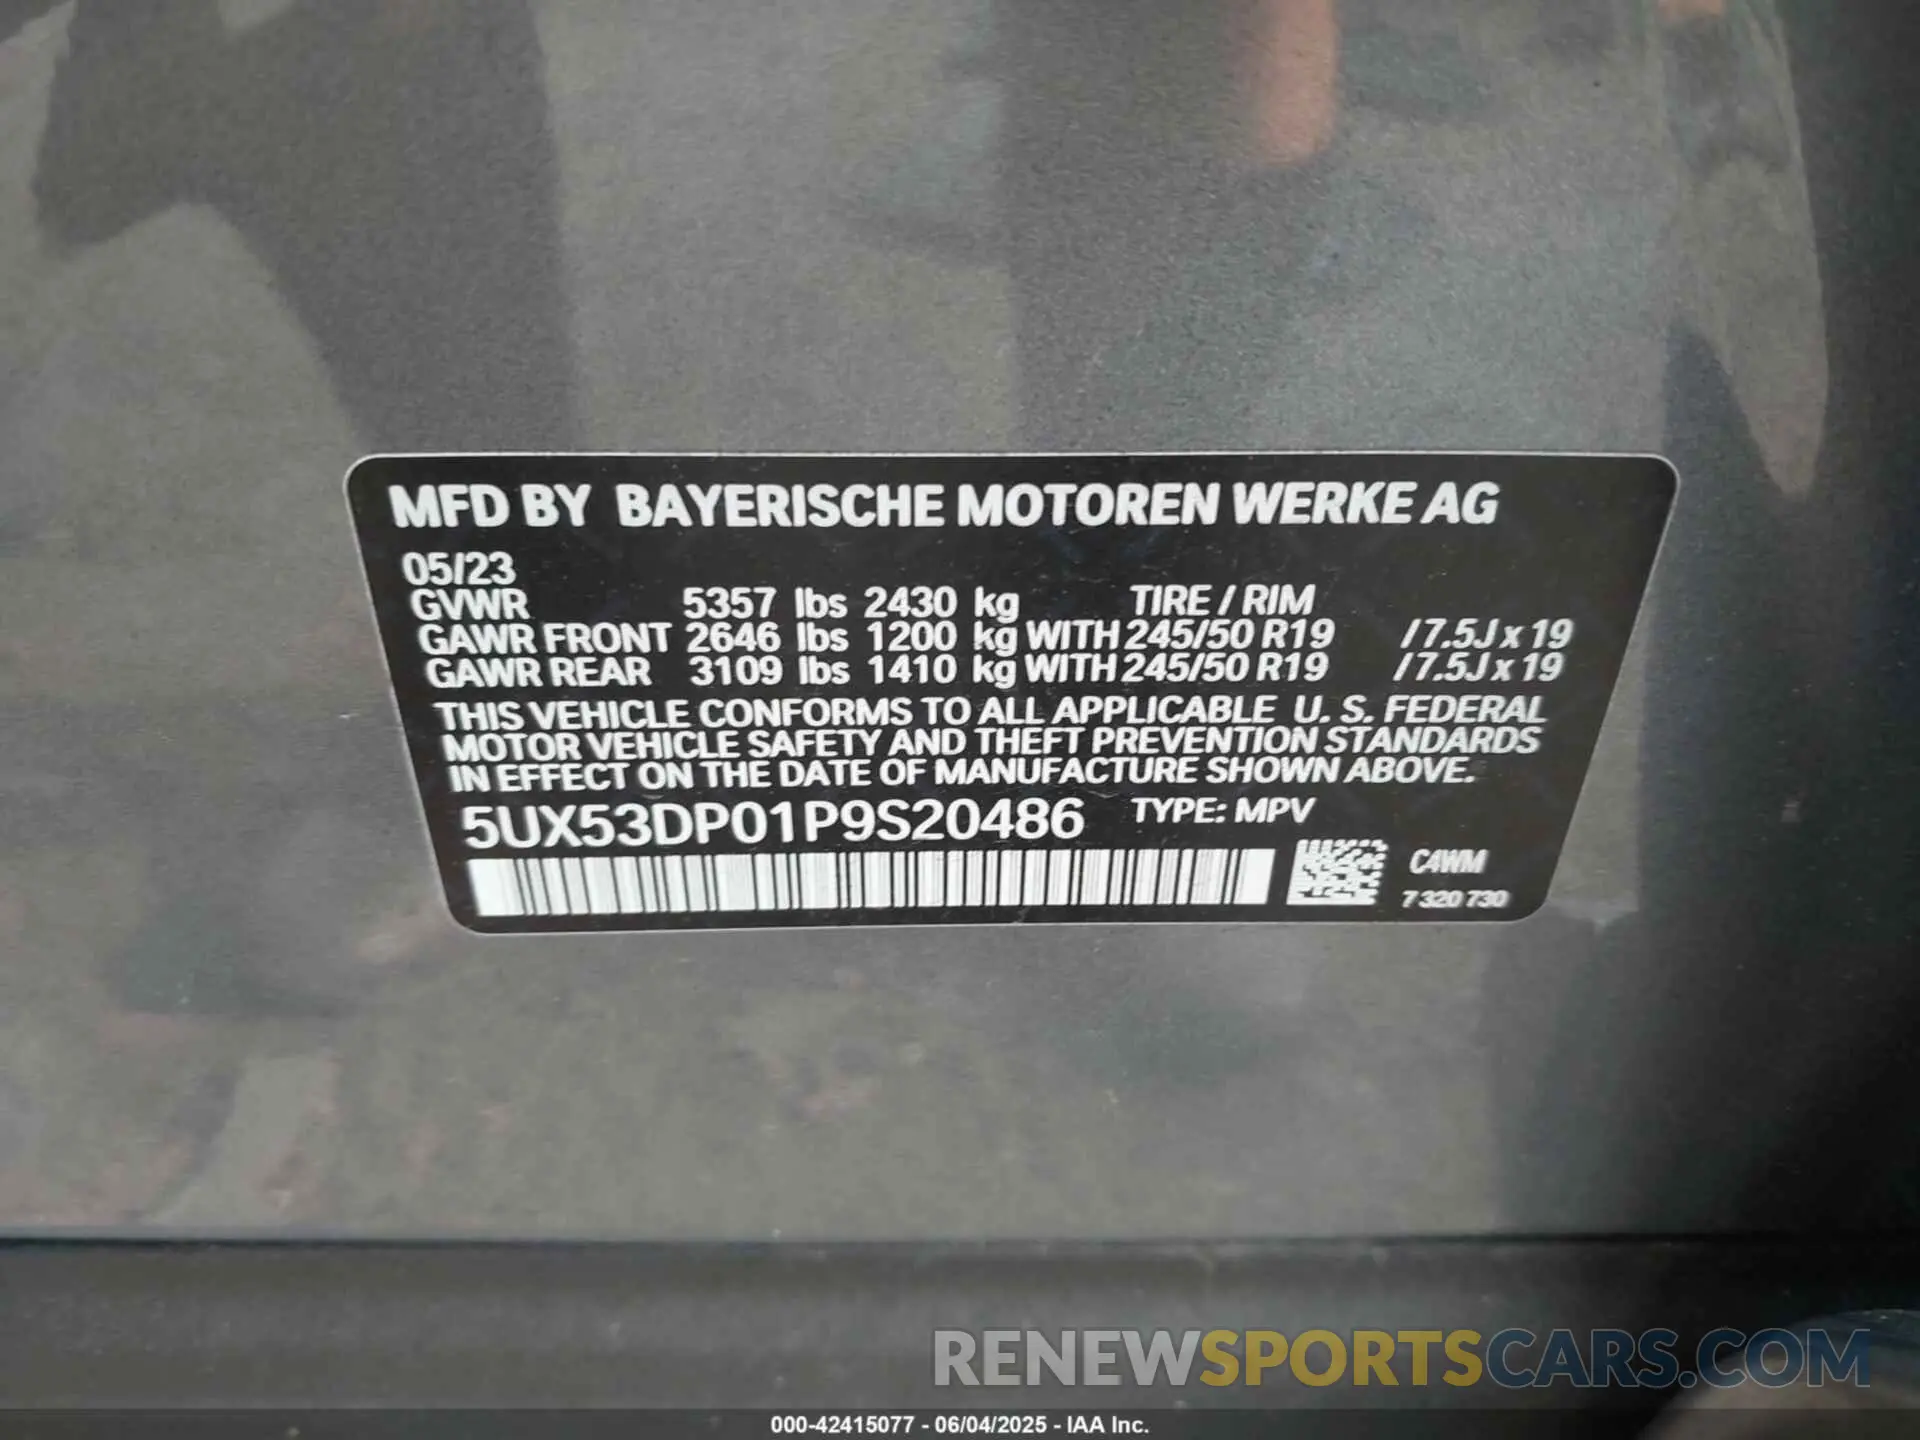 MFD BY BAYERISCHE MOTOREN WERKE AG
05/23
GVWR 5357 lbs 2430 kg TIRE / RIM
GAWR FRONT 2646 lbs 1200 kg WITH 245/50 R19 / 7.5J x 19
GAWR REAR 3109 lbs 1410 kg WITH 245/50 R19 / 7.5J x 19
THIS VEHICLE CONFORMS TO ALL APPLICABLE U. S. FEDERAL
MOTOR VEHICLE SAFETY AND THEFT PREVENTION STANDARDS
IN EFFECT ON THE DATE OF MANUFACTURE SHOWN ABOVE.
5UX53DP01P9S20486 TYPE: MPV
C4WM
7 320 730
RENEWSPORTSCARS.COM
000-42415077 - 06/04/2025 - IAA Inc.